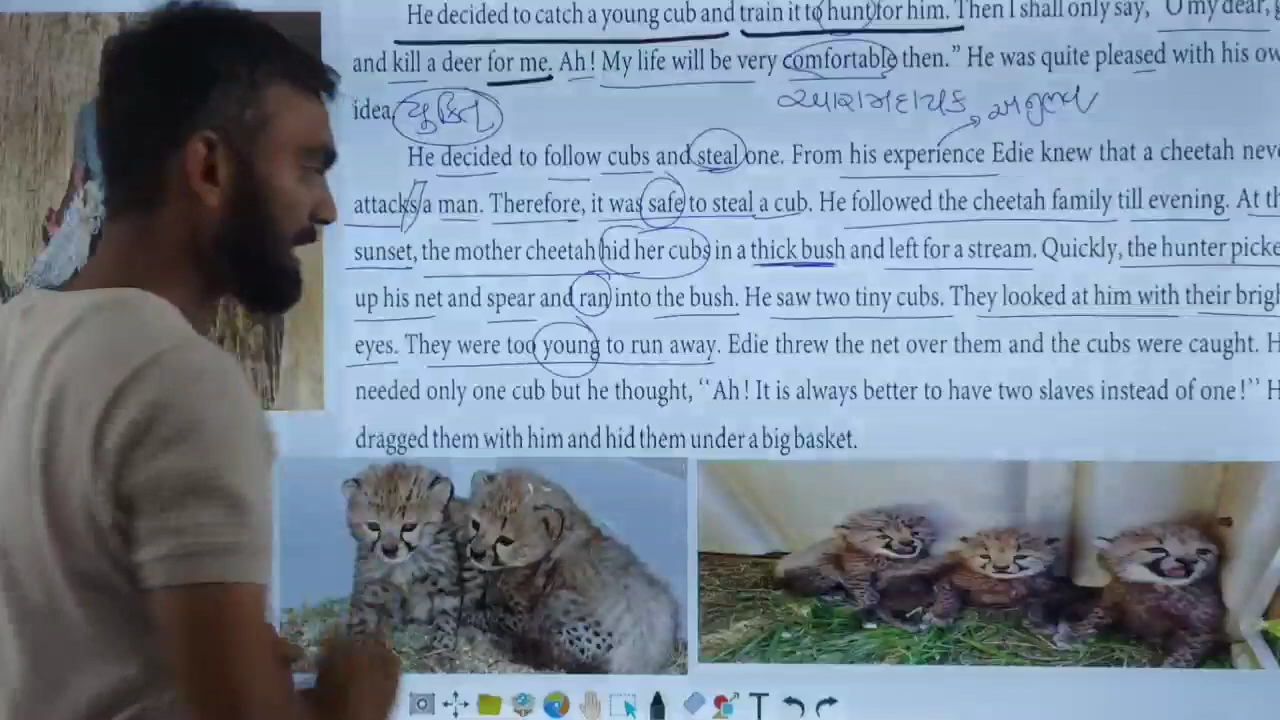 He decided to catch a young cub and train it to hunt for him. Then I shall only say, "O my dear,
and kill a deer for me. Ah! My life will be very comfortable then." He was quite pleased with his ow
idea. યુક્તિ આરામદાયક અનુભવ
He decided to follow cubs and steal one. From his experience Edie knew that a cheetah nev
attacks a man. Therefore, it was safe to steal a cub. He followed the cheetah family till evening. At th
sunset, the mother cheetah hid her cubs in a thick bush and left for a stream. Quickly, the hunter picke
up his net and spear and ran into the bush. He saw two tiny cubs. They looked at him with their brigh
eyes. They were too young to run away. Edie threw the net over them and the cubs were caught. H
needed only one cub but he thought, "Ah! It is always better to have two slaves instead of one!" H
dragged them with him and hid them under a big basket.
T